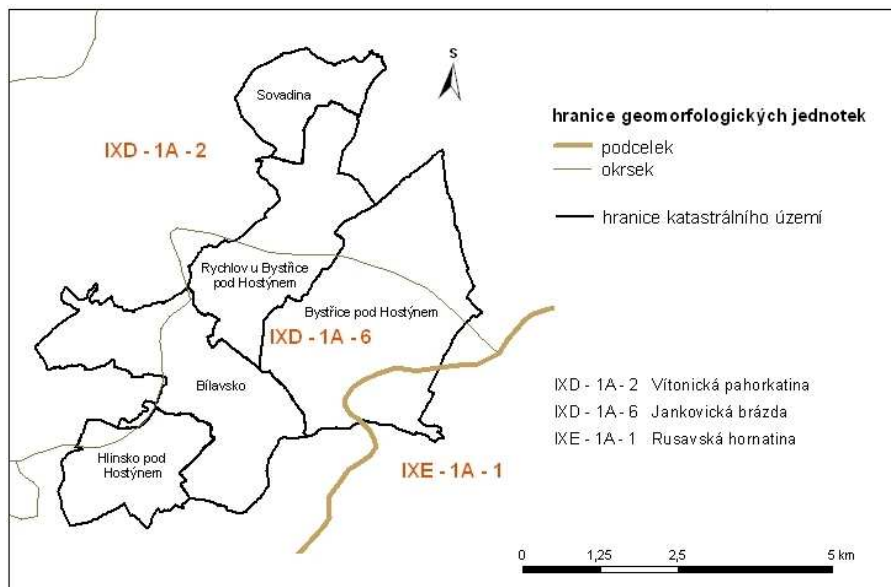 Sovadina
S
IXD - 1A - 2
hranice geomorfologických jednotek
podcelek
okrsek
hranice katastrálního území
Rychlov u Bystřice
pod Hostýnem
Bystřice pod Hostýnem
IXD - 1A - 6
Bílavsko
Hlinsko pod
Hostýnem
IXE - 1A - 1
IXD - 1A - 2 Vítonická pahorkatina
IXD - 1A - 6 Jankovická brázda
IXE - 1A - 1 Rusavská hornatina
0 1,25 2,5 5 km